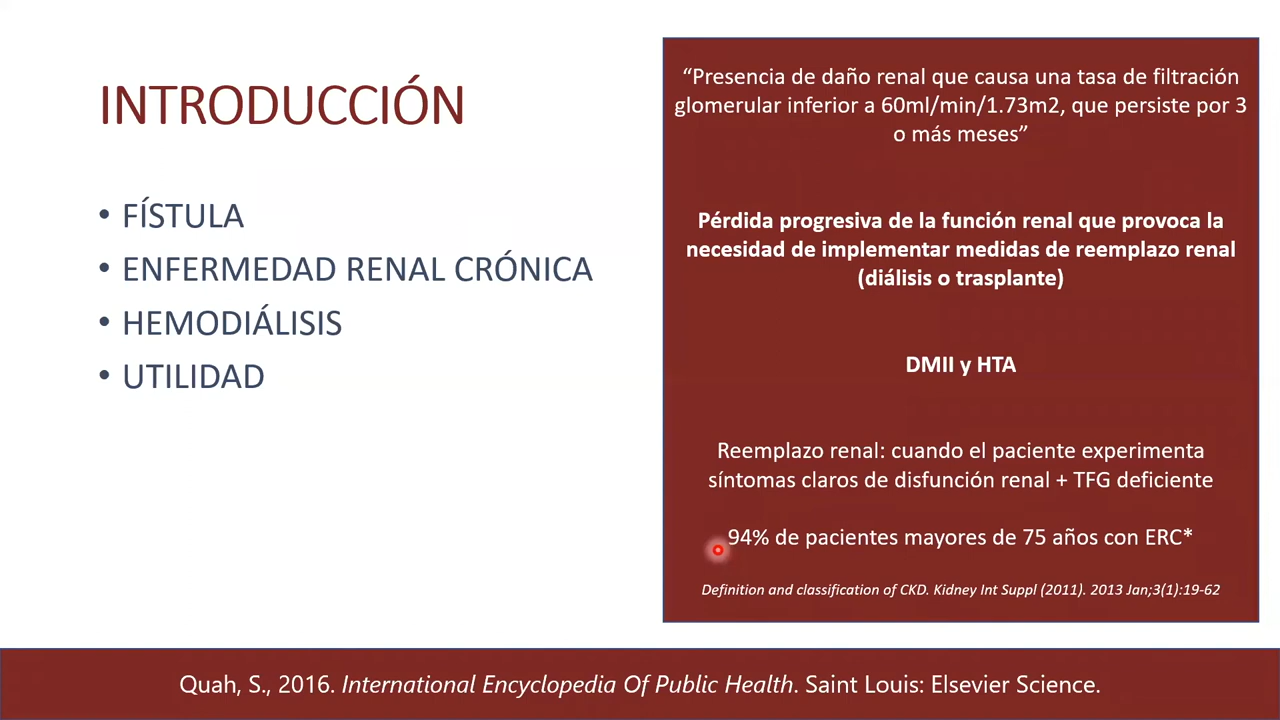 INTRODUCCIÓN
• FÍSTULA
• ENFERMEDAD RENAL CRÓNICA
• HEMODIÁLISIS
• UTILIDAD
“Presencia de daño renal que causa una tasa de filtración
glomerular inferior a 60ml/min/1.73m2, que persiste por 3
o más meses”
Pérdida progresiva de la función renal que provoca la
necesidad de implementar medidas de reemplazo renal
(diálisis o trasplante)
DMII y HTA
Reemplazo renal: cuando el paciente experimenta
síntomas claros de disfunción renal + TFG deficiente
94% de pacientes mayores de 75 años con ERC*
Definition and classification of CKD. Kidney Int Suppl (2011). 2013 Jan;3(1):19-62
Quah, S., 2016. International Encyclopedia Of Public Health. Saint Louis: Elsevier Science.